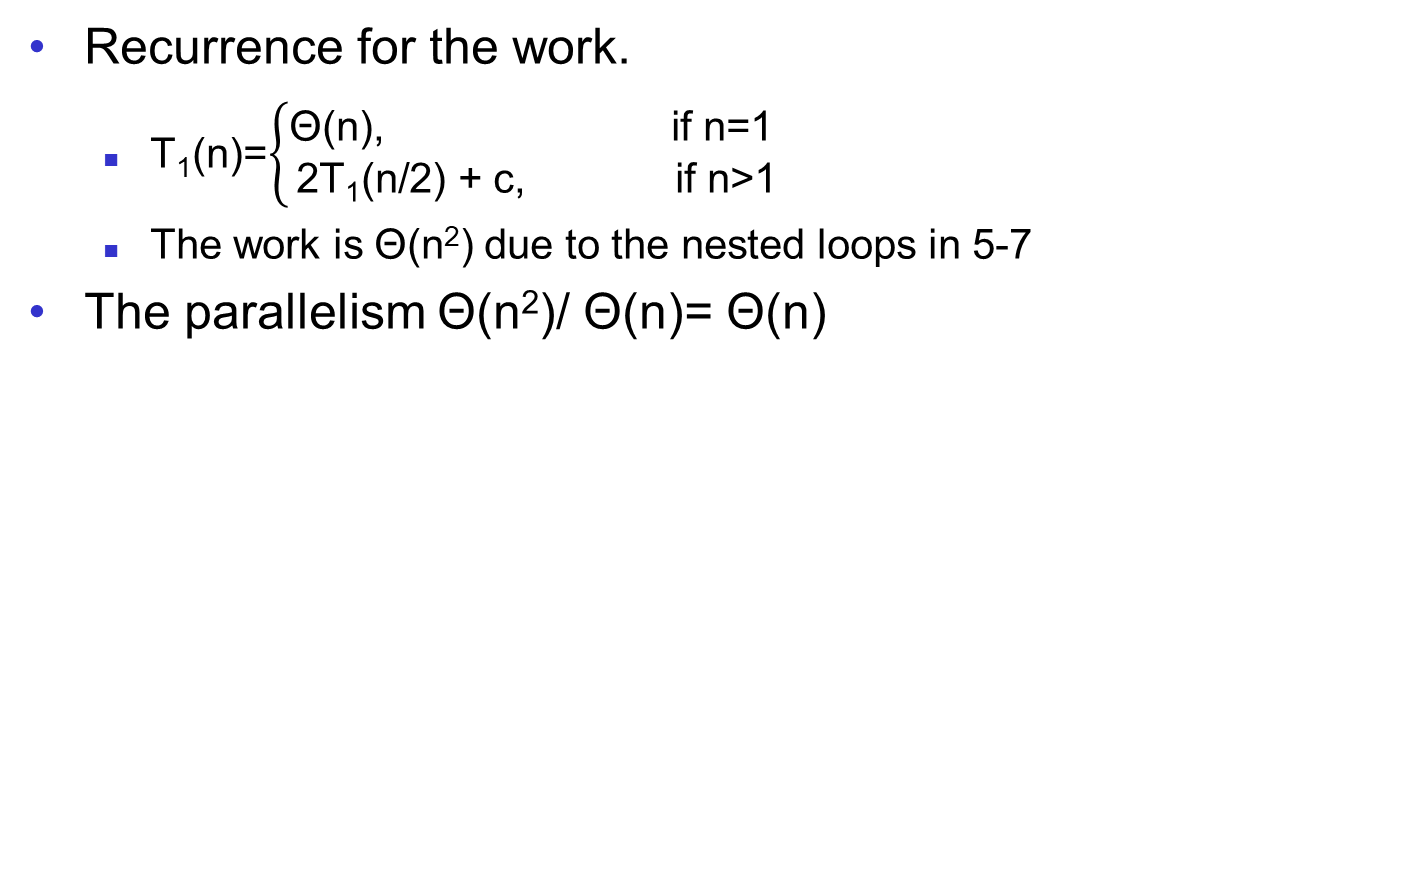 • Recurrence for the work.
▪ T₁(n)={Θ(n), if n=1
2T₁(n/2) + c, if n>1
▪ The work is Θ(n²) due to the nested loops in 5-7
• The parallelism Θ(n²)/ Θ(n)= Θ(n)